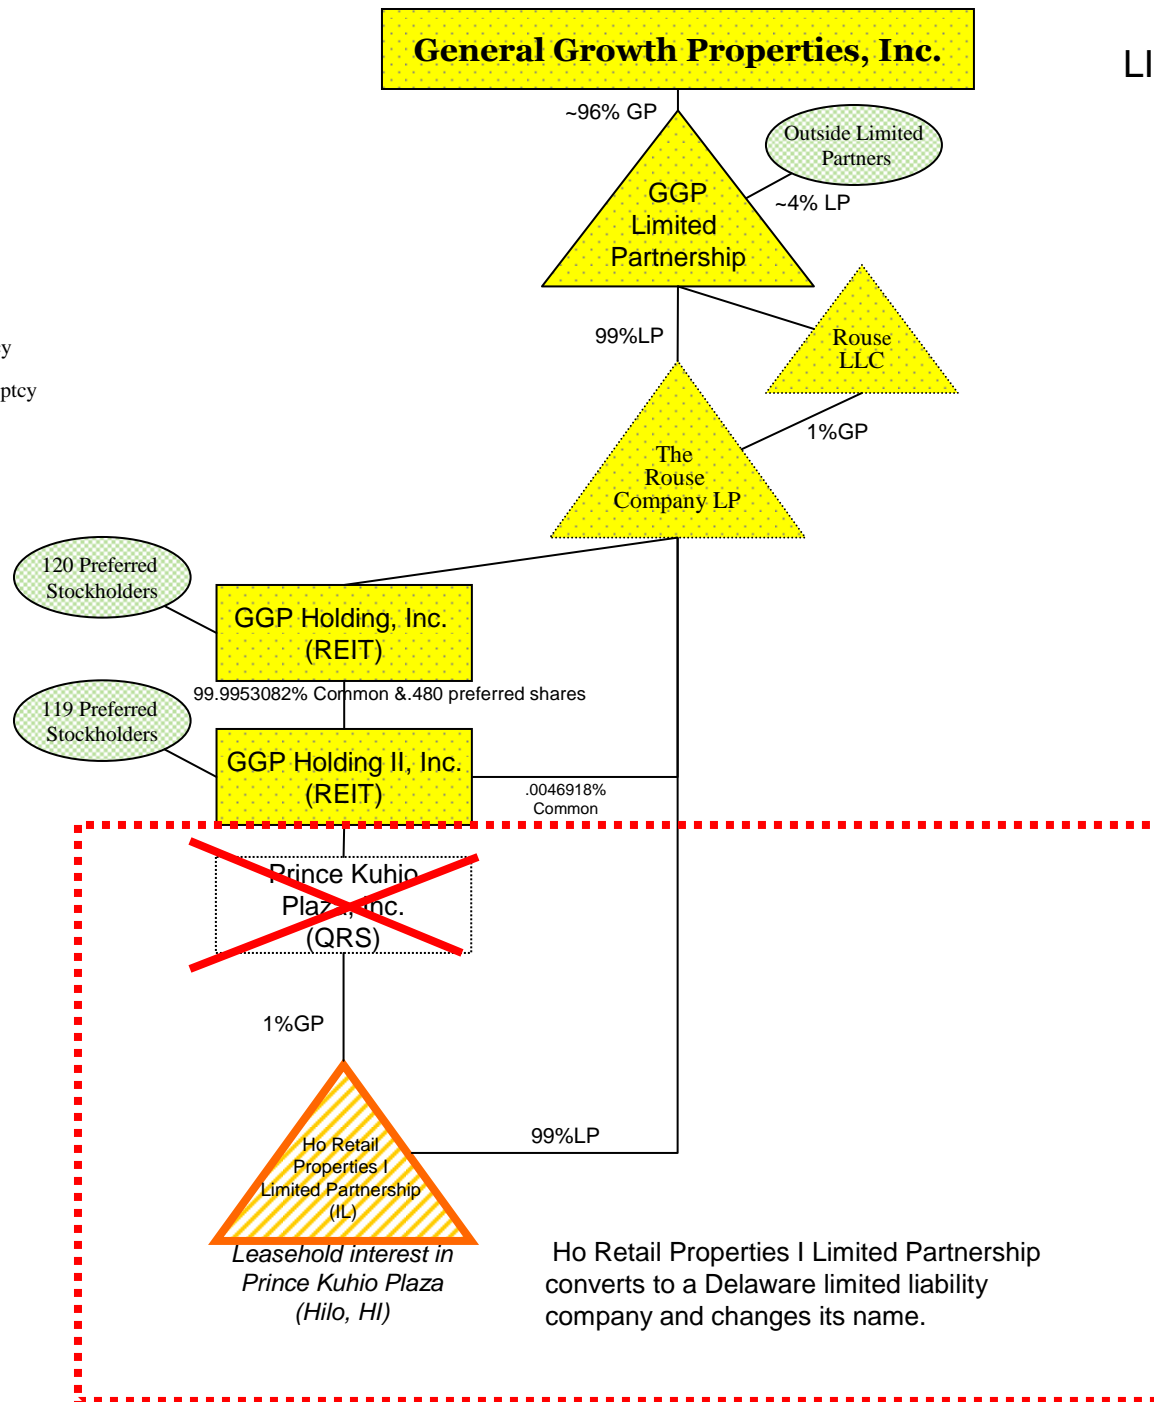 General Growth Properties, Inc.
LI
~96% GP
Outside Limited
Partners
GGP
Limited
Partnership
~4% LP
99%LP
Rouse
LLC
y
ptcy
1%GP
The
Rouse
Company LP
120 Preferred
Stockholders
GGP Holding, Inc.
(REIT)
99.9953082% Common &.480 preferred shares
119 Preferred
Stockholders
GGP Holding II, Inc.
(REIT)
.0046918%
Common
Prince Kuhio
Plaza, Inc.
(QRS)
1%GP
99%LP
Ho Retail
Properties I
Limited Partnership
(IL)
Leasehold interest in
Prince Kuhio Plaza
(Hilo, HI)
Ho Retail Properties I Limited Partnership
converts to a Delaware limited liability
company and changes its name.